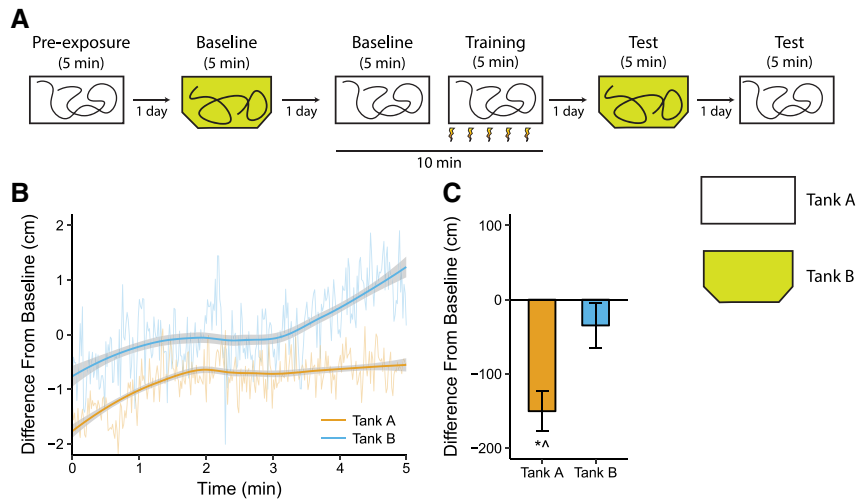 A
Pre-exposure
(5 min)
1 day
Baseline
(5 min)
1 day
Baseline
(5 min)
Training
(5 min)
10 min
1 day
Test
(5 min)
1 day
Test
(5 min)
B
Difference From Baseline (cm)
2
1
0
−1
−2
0
1
2
3
4
5
Time (min)
Tank A
Tank B
C
Difference From Baseline (cm)
100
0
−100
−200
*^
Tank A
Tank B
Tank A
Tank B